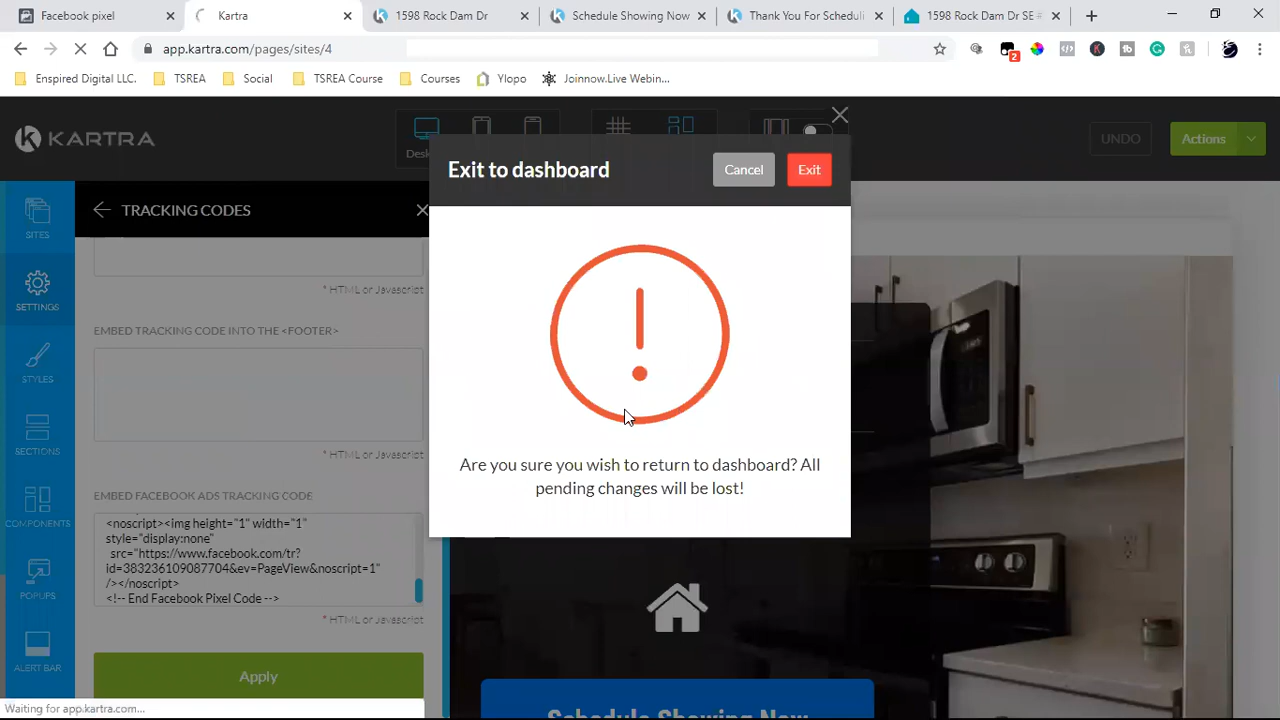 Facebook pixel
Kartra
1598 Rock Dam Dr
Schedule Showing Now
Thank You For Scheduli
1598 Rock Dam Dr SE #
app.kartra.com/pages/sites/4
2
Enspired Digital LLC.
TSREA
Social
TSREA Course
Courses
Ylopo
Joinnow.Live Webin...
KARTRA
Desk
UNDO
Actions
Exit to dashboard
Cancel
Exit
SITES
SETTINGS
STYLES
SECTIONS
COMPONENTS
POPUPS
ALERT BAR
TRACKING CODES
* HTML or Javascript
EMBED TRACKING CODE INTO THE <FOOTER>
* HTML or Javascript
EMBED FACEBOOK ADS TRACKING CODE
<noscript><img height="1" width="1"
style="display:none"
src="https://www.facebook.com/tr?
id=383236109087704&ev=PageView&noscript=1"
/></noscript>
<!-- End Facebook Pixel Code -->
* HTML or Javascript
Apply
Are you sure you wish to return to dashboard? All
pending changes will be lost!
Schedule Showing Now
Waiting for app.kartra.com...